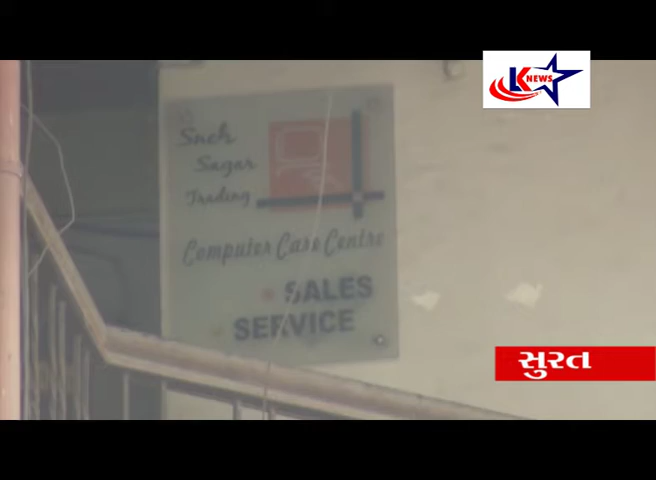 K NEWS
Sneh
Sagar
Trading
Computer Care Centre
SALES
SERVICE
સુરત